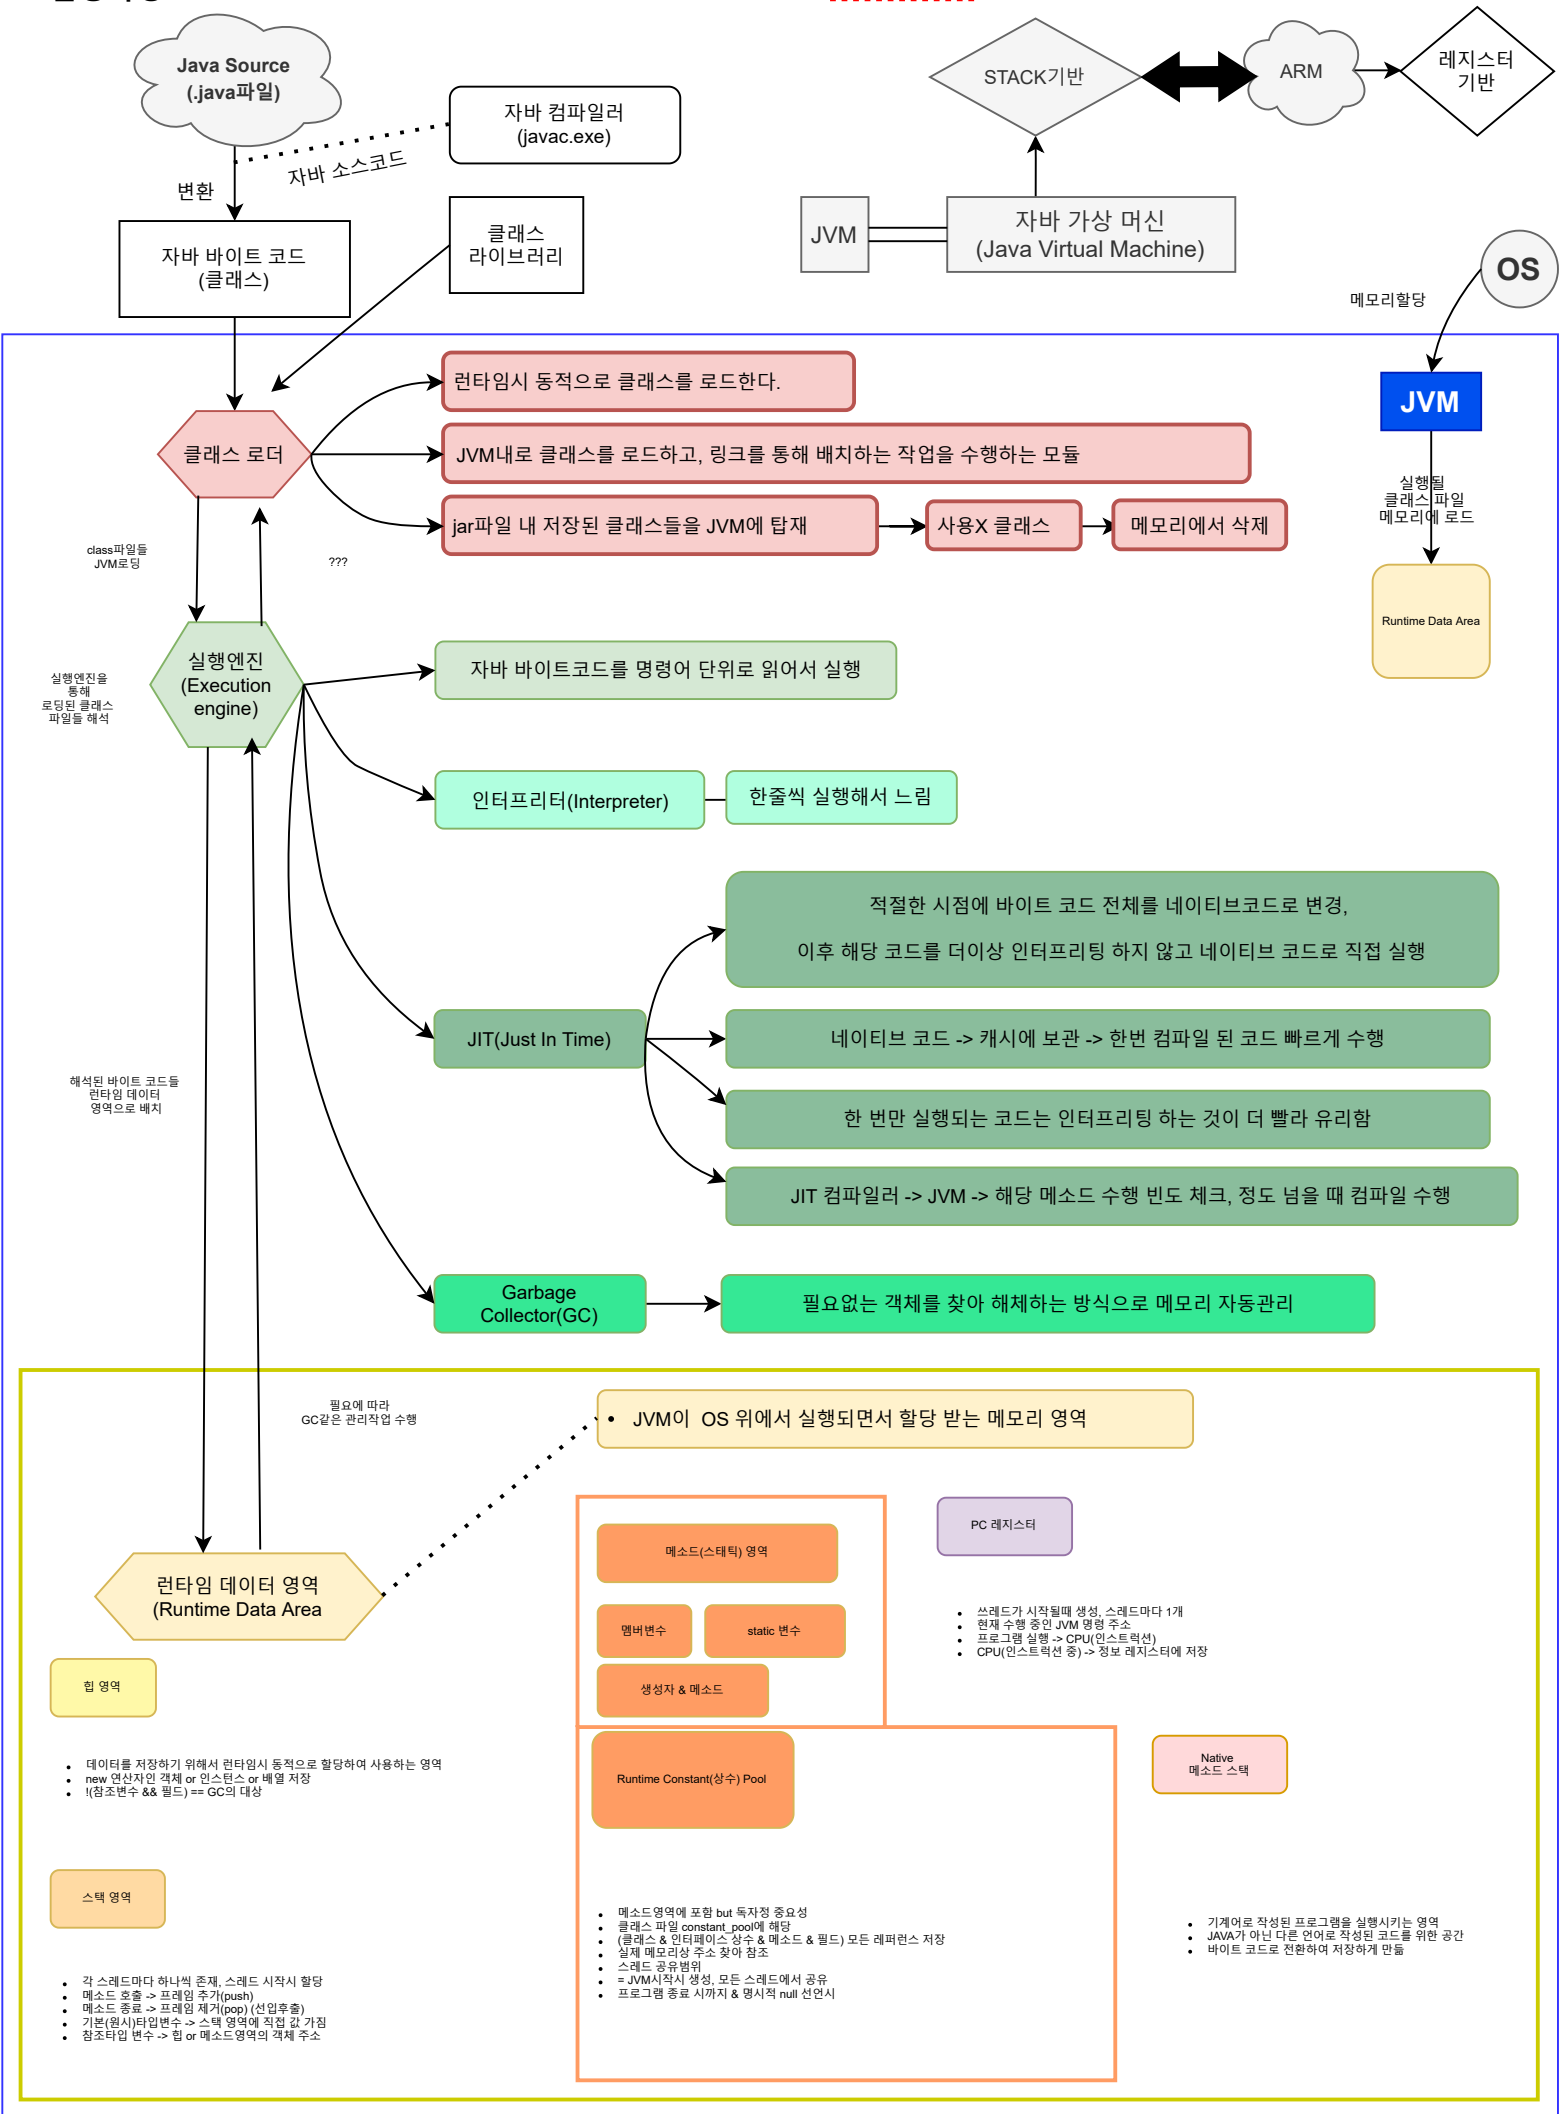 Java Source
(.java파일)
자바 컴파일러
(javac.exe)
자바 소스코드
변환
자바 바이트 코드
(클래스)
클래스
라이브러리
STACK기반
ARM
레지스터
기반
JVM
자바 가상 머신
(Java Virtual Machine)
OS
메모리할당
JVM
실행될
클래스 파일
메모리에 로드
Runtime Data Area
클래스 로더
런타임시 동적으로 클래스를 로드한다.
JVM내로 클래스를 로드하고, 링크를 통해 배치하는 작업을 수행하는 모듈
jar파일 내 저장된 클래스들을 JVM에 탑재
사용X 클래스
메모리에서 삭제
class파일들
JVM로딩
???
실행엔진
(Execution
engine)
실행엔진을
통해
로딩된 클래스
파일들 해석
자바 바이트코드를 명령어 단위로 읽어서 실행
인터프리터(Interpreter)
한줄씩 실행해서 느림
적절한 시점에 바이트 코드 전체를 네이티브코드로 변경,
이후 해당 코드를 더이상 인터프리팅 하지 않고 네이티브 코드로 직접 실행
JIT(Just In Time)
네이티브 코드 -> 캐시에 보관 -> 한번 컴파일 된 코드 빠르게 수행
한 번만 실행되는 코드는 인터프리팅 하는 것이 더 빨라 유리함
JIT 컴파일러 -> JVM -> 해당 메소드 수행 빈도 체크, 정도 넘을 때 컴파일 수행
해석된 바이트 코드들
런타임 데이터
영역으로 배치
Garbage
Collector(GC)
필요없는 객체를 찾아 해체하는 방식으로 메모리 자동관리
필요에 따라
GC같은 관리작업 수행
• JVM이 OS 위에서 실행되면서 할당 받는 메모리 영역
런타임 데이터 영역
(Runtime Data Area
메소드(스태틱) 영역
멤버변수
static 변수
생성자 & 메소드
PC 레지스터
• 쓰레드가 시작될때 생성, 스레드마다 1개
• 현재 수행 중인 JVM 명령 주소
• 프로그램 실행 -> CPU(인스트럭션)
• CPU(인스트럭션 중) -> 정보 레지스터에 저장
힙 영역
• 데이터를 저장하기 위해서 런타임시 동적으로 할당하여 사용하는 영역
• new 연산자인 객체 or 인스턴스 or 배열 저장
• !(참조변수 && 필드) == GC의 대상
Runtime Constant(상수) Pool
• 메소드영역에 포함 but 독자정 중요성
• 클래스 파일 constant_pool에 해당
• (클래스 & 인터페이스 상수 & 메소드 & 필드) 모든 레퍼런스 저장
• 실제 메모리상 주소 찾아 참조
• 스레드 공유범위
• = JVM시작시 생성, 모든 스레드에서 공유
• 프로그램 종료 시까지 & 명시적 null 선언시
Native
메소드 스택
• 기계어로 작성된 프로그램을 실행시키는 영역
• JAVA가 아닌 다른 언어로 작성된 코드를 위한 공간
• 바이트 코드로 전환하여 저장하게 만듦
스택 영역
• 각 스레드마다 하나씩 존재, 스레드 시작시 할당
• 메소드 호출 -> 프레임 추가(push)
• 메소드 종료 -> 프레임 제거(pop) (선입후출)
• 기본(원시)타입변수 -> 스택 영역에 직접 값 가짐
• 참조타입 변수 -> 힙 or 메소드영역의 객체 주소